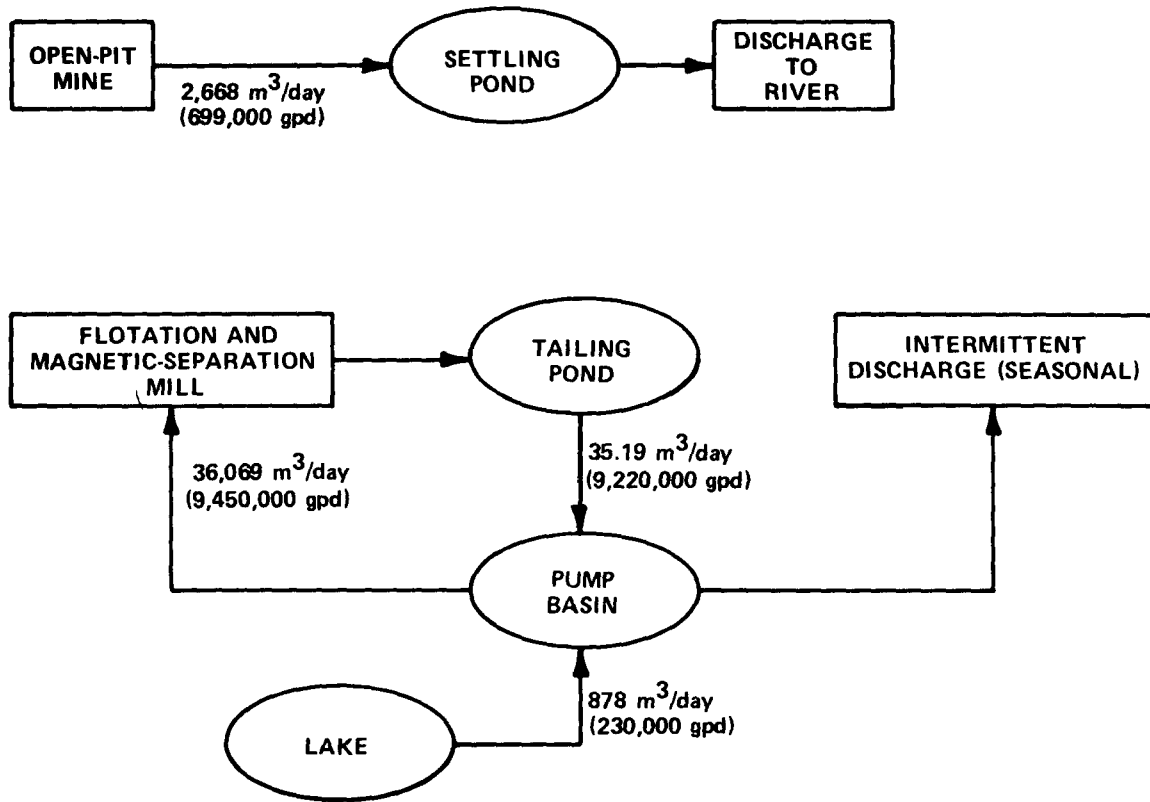 OPEN-PIT
MINE
2,668 m³/day
(699,000 gpd)
SETTLING
POND
DISCHARGE
TO
RIVER
FLOTATION AND
MAGNETIC-SEPARATION
MILL
TAILING
POND
INTERMITTENT
DISCHARGE (SEASONAL)
36,069 m³/day
(9,450,000 gpd)
35.19 m³/day
(9,220,000 gpd)
PUMP
BASIN
878 m³/day
(230,000 gpd)
LAKE